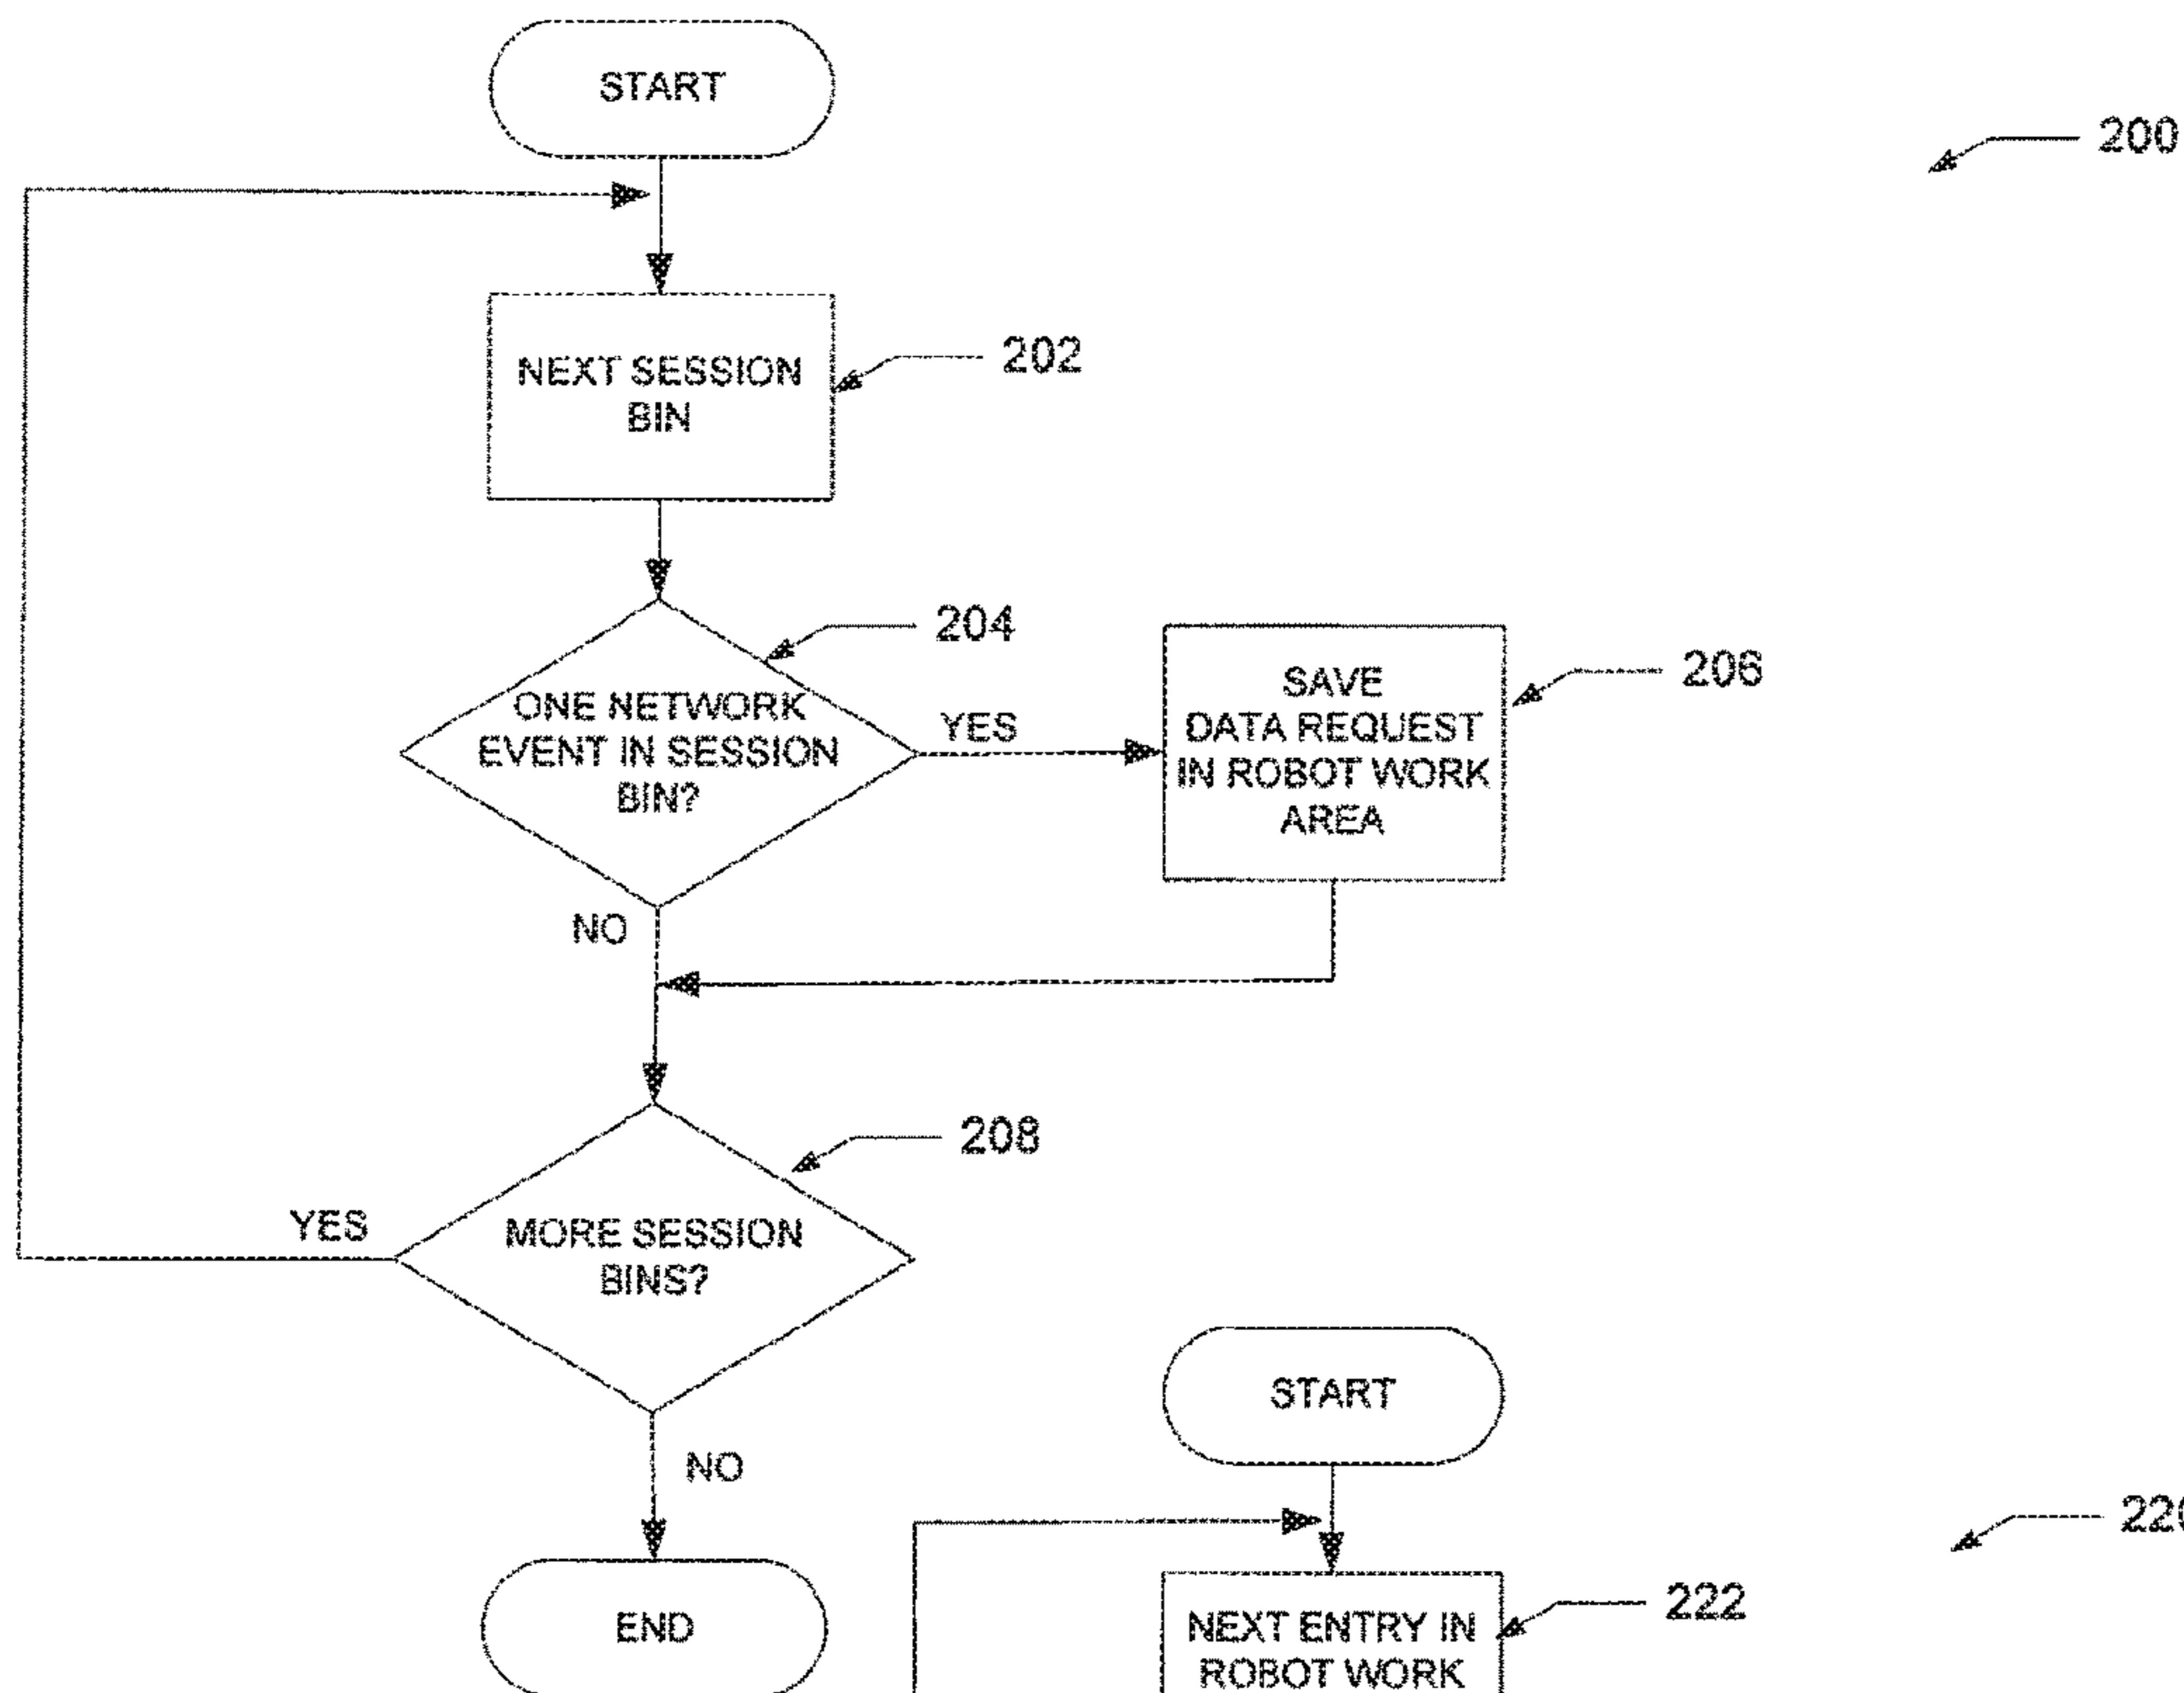 START
200
NEXT SESSION
BIN
202
204
ONE NETWORK
EVENT IN SESSION
BIN?
YES
SAVE
DATA REQUEST
IN ROBOT WORK
AREA
206
NO
208
MORE SESSION
BINS?
YES
NO
END
START
220
NEXT ENTRY IN
ROBOT WORK
222